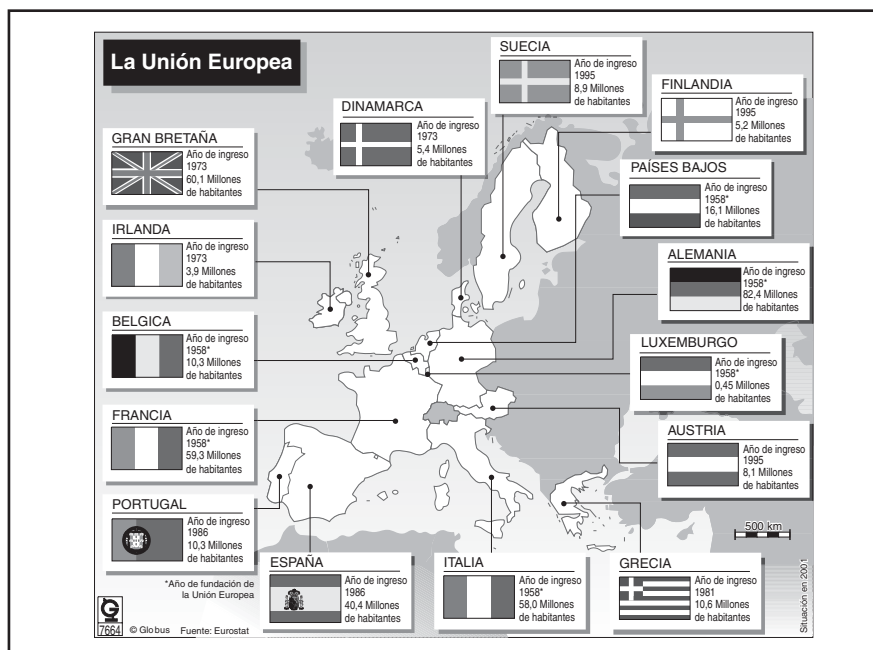 La Unión Europea
SUECIA
Año de ingreso
1995
8,9 Millones
de habitantes
FINLANDIA
Año de ingreso
1995
5,2 Millones
de habitantes
DINAMARCA
Año de ingreso
1973
5,4 Millones
de habitantes
GRAN BRETAÑA
Año de ingreso
1973
60,1 Millones
de habitantes
PAÍSES BAJOS
Año de ingreso
1958*
16,1 Millones
de habitantes
IRLANDA
Año de ingreso
1973
3,9 Millones
de habitantes
ALEMANIA
Año de ingreso
1958*
82,4 Millones
de habitantes
BELGICA
Año de ingreso
1958*
10,3 Millones
de habitantes
LUXEMBURGO
Año de ingreso
1958*
0,45 Millones
de habitantes
FRANCIA
Año de ingreso
1958*
59,3 Millones
de habitantes
AUSTRIA
Año de ingreso
1995
8,1 Millones
de habitantes
PORTUGAL
Año de ingreso
1986
10,3 Millones
de habitantes
500 km
ESPAÑA
Año de ingreso
1986
40,4 Millones
de habitantes
ITALIA
Año de ingreso
1958*
58,0 Millones
de habitantes
GRECIA
Año de ingreso
1981
10,6 Millones
de habitantes
*Año de fundación de
la Unión Europea
G
7664
© Globus Fuente: Eurostat
Situación en 2001